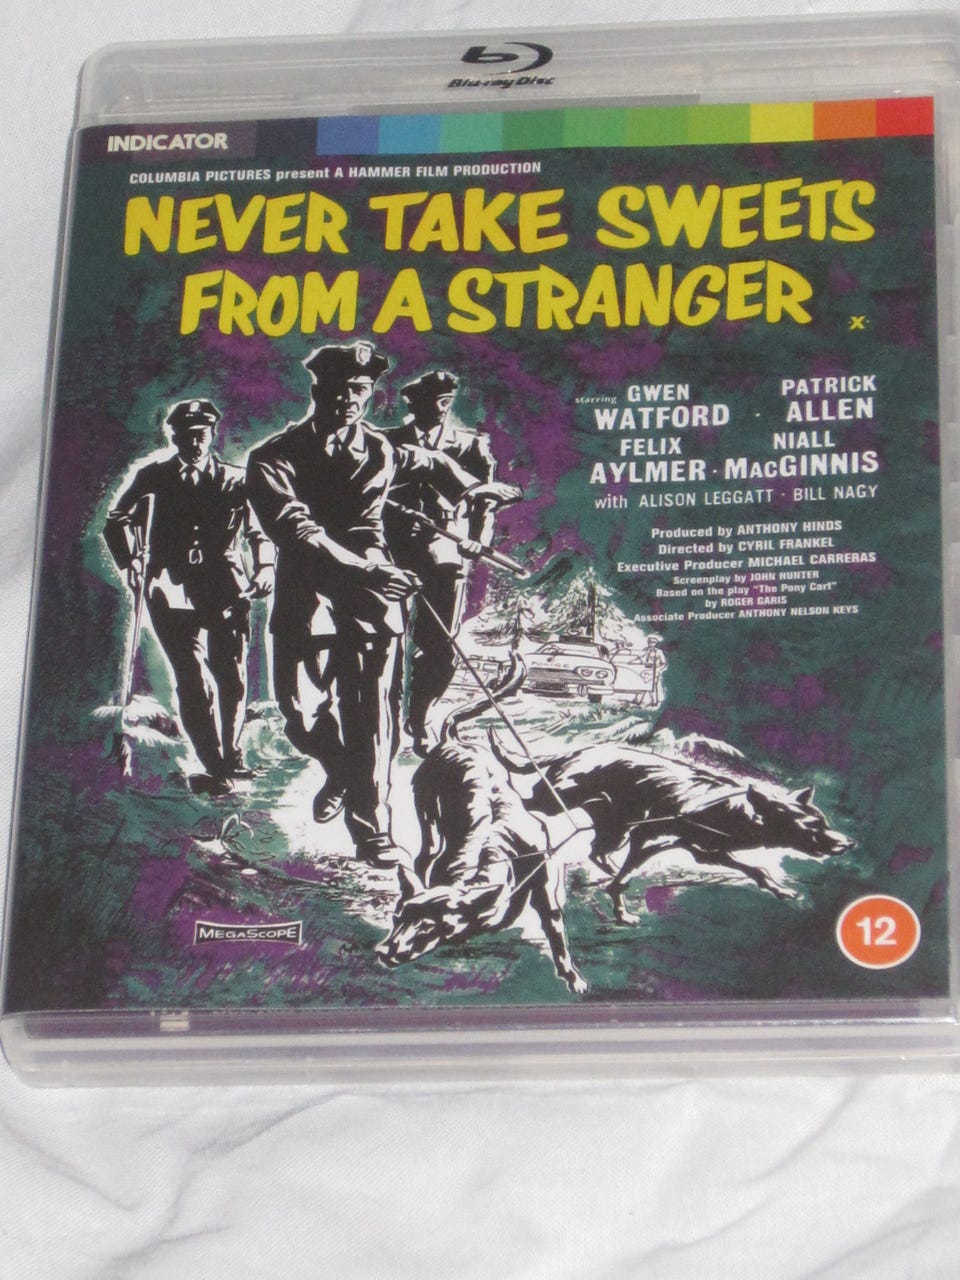 Blu-ray Disc
INDICATOR
COLUMBIA PICTURES present A HAMMER FILM PRODUCTION
NEVER TAKE SWEETS
FROM A STRANGER
X
starring GWEN WATFORD · PATRICK ALLEN
FELIX AYLMER · NIALL MACGINNIS
with ALISON LEGGATT · BILL NAGY
Produced by ANTHONY HINDS
Directed by CYRIL FRANKEL
Executive Producer MICHAEL CARRERAS
Screenplay by JOHN HUNTER
Based on the play "The Pony Cart"
by ROGER GARIS
Associate Producer ANTHONY NELSON KEYS
POLICE
MEGASCOPE
12